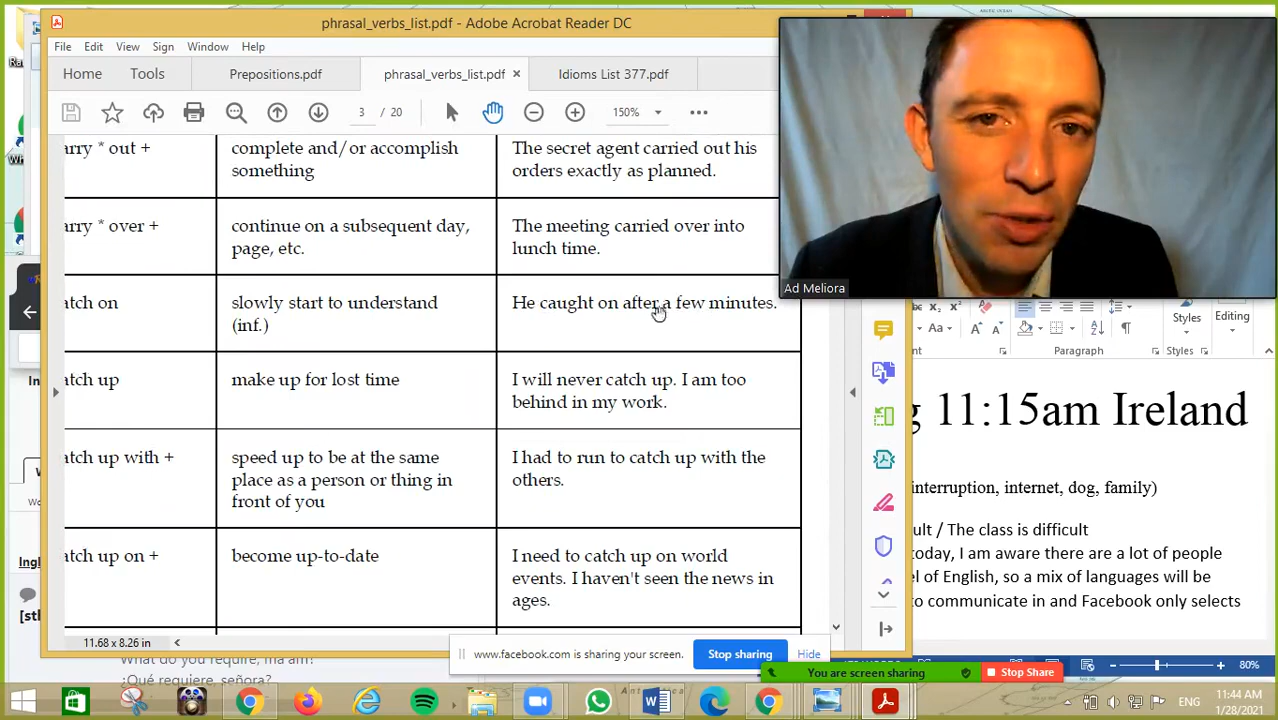 phrasal_verbs_list.pdf - Adobe Acrobat Reader DC
File Edit View Sign Window Help
Home Tools Prepositions.pdf phrasal_verbs_list.pdf × Idioms List 377.pdf
3 / 20 150%
arry * out + complete and/or accomplish The secret agent carried out his
something orders exactly as planned.
arry * over + continue on a subsequent day, The meeting carried over into
page, etc. lunch time.
atch on slowly start to understand He caught on after a few minutes.
(inf.)
atch up make up for lost time I will never catch up. I am too
behind in my work.
atch up with + speed up to be at the same I had to run to catch up with the
place as a person or thing in others.
front of you
atch up on + become up-to-date I need to catch up on world
events. I haven't seen the news in
ages.
11.68 x 8.26 in
Ad Meliora
Aa
Styles
Paragraph Styles
g 11:15am Ireland
interruption, internet, dog, family)
ult / The class is difficult
today, I am aware there are a lot of people
el of English, so a mix of languages will be
to communicate in and Facebook only selects
What do you require, ma'am?
¿Qué quiere, señora?
www.facebook.com is sharing your screen. Stop sharing Hide
You are screen sharing Stop Share
80%
ENG
11:44 AM
1/28/2021